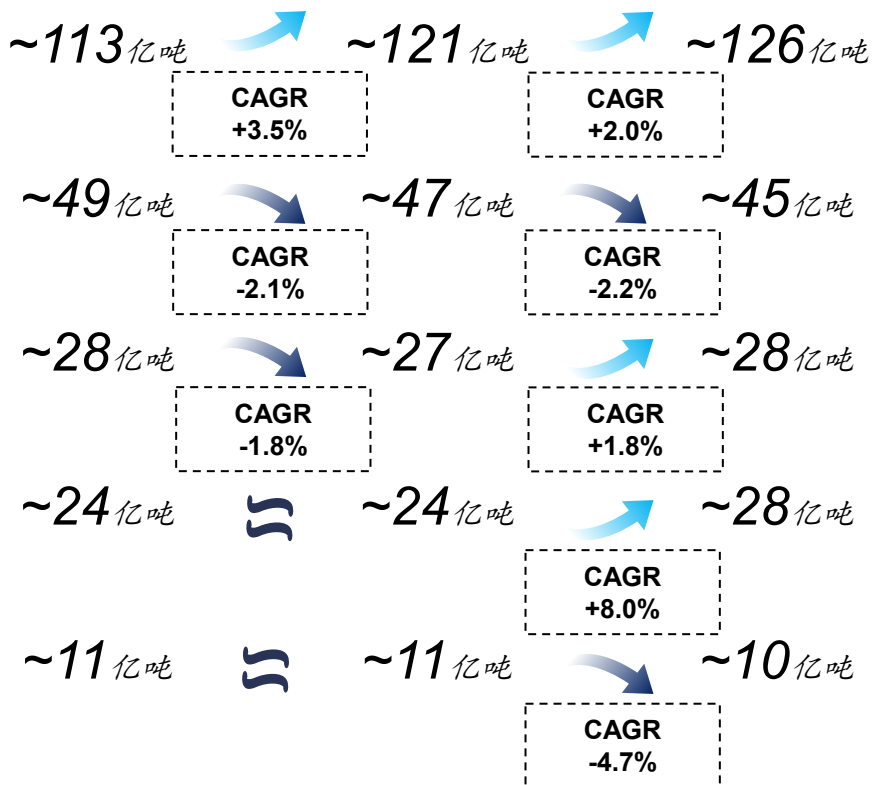 ~113亿吨 ~121亿吨 ~126亿吨
CAGR CAGR
+3.5% +2.0%
~49亿吨 ~47亿吨 ~45亿吨
CAGR CAGR
-2.1% -2.2%
~28亿吨 ~27亿吨 ~28亿吨
CAGR CAGR
-1.8% +1.8%
~24亿吨 ≈ ~24亿吨 ~28亿吨
CAGR
+8.0%
~11亿吨 ≈ ~11亿吨 ~10亿吨
CAGR
-4.7%